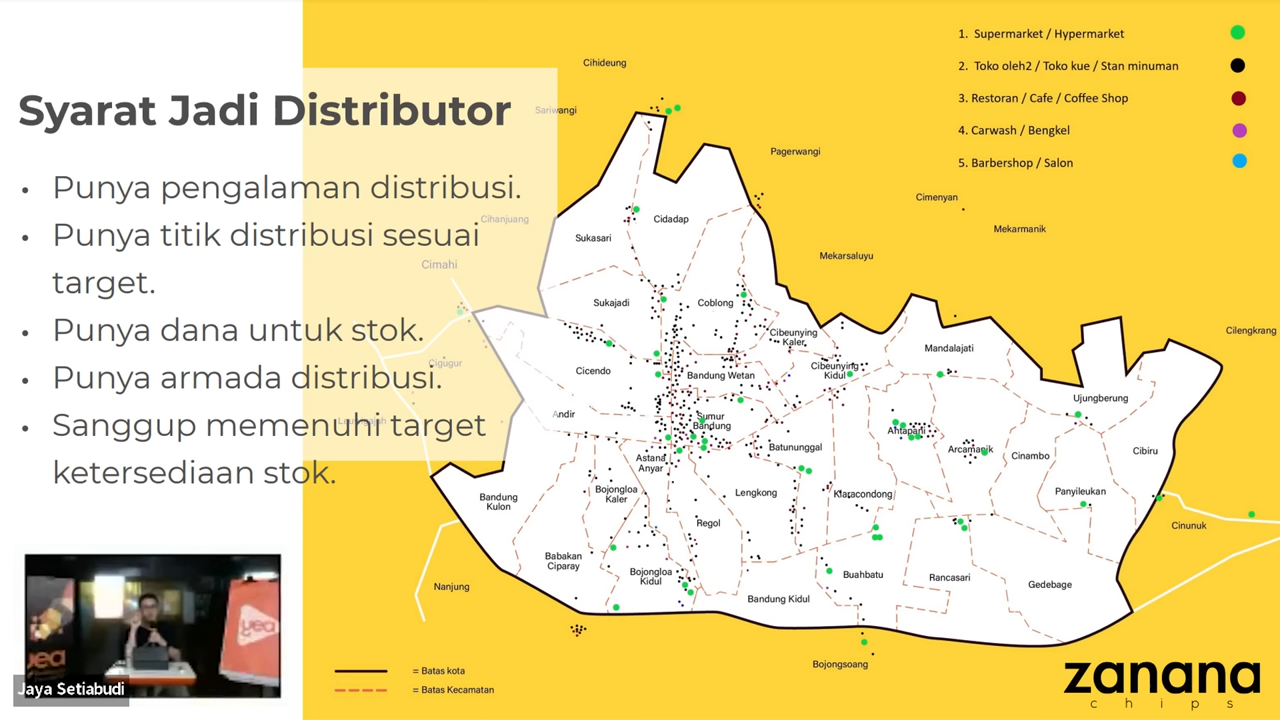 Syarat Jadi Distributor
• Punya pengalaman distribusi.
• Punya titik distribusi sesuai
target.
• Punya dana untuk stok.
• Punya armada distribusi.
• Sanggup memenuhi target
ketersediaan stok.
1. Supermarket / Hypermarket
2. Toko oleh2 / Toko kue / Stan minuman
3. Restoran / Cafe / Coffee Shop
4. Carwash / Bengkel
5. Barbershop / Salon
Cihideung
Sariwangi
Pagerwangi
Cimenyan
Mekarmanik
Cihanjuang
Cidadap
Sukasari
Mekarsaluyu
Cimahi
Sukajadi
Coblong
Cibeunying
Kaler
Cilengkrang
Mandalajati
Cigugur
Cicendo
Bandung Wetan
Cibeunying
Kidul
Ujungberung
Andir
Sumur
Bandung
Antapani
Batununggal
Arcamanik
Cinambo
Cibiru
Astana
Anyar
Bandung
Kulon
Bojongloa
Kaler
Lengkong
Kiaracondong
Panyileukan
Regol
Cinunuk
Babakan
Ciparay
Bojongloa
Kidul
Buahbatu
Rancasari
Gedebage
Nanjung
Bandung Kidul
Bojongsoang
= Batas kota
= Batas Kecamatan
yea
yea
Jaya Setiabudi
zanana
chips